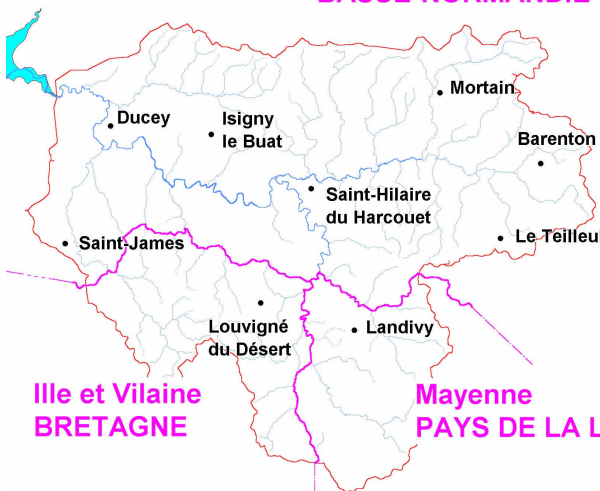 BASSE-NORMANDIE
Mortain
Ducey
Isigny
le Buat
Barenton
Saint-Hilaire
du Harcouet
Saint-James
Le Teilleul
Louvigné
du Désert
Landivy
Ille et Vilaine
BRETAGNE
Mayenne
PAYS DE LA L